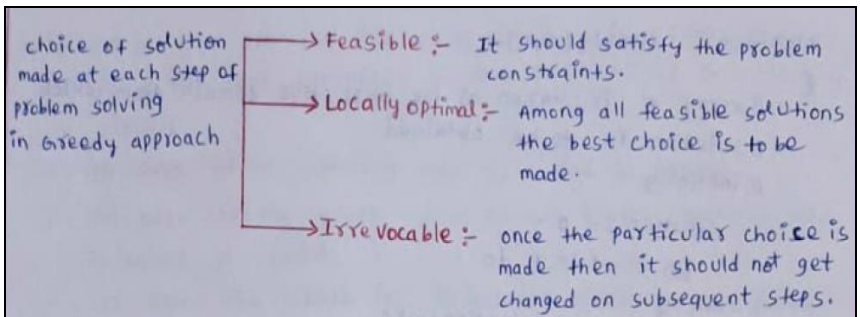 choice of solution
made at each step of
problem solving
in Greedy approach
→ Feasible :- It should satisfy the problem
constraints.
→ Locally optimal :- Among all feasible solutions
the best choice is to be
made.
→ Irrevocable :- once the particular choice is
made then it should not get
changed on subsequent steps.